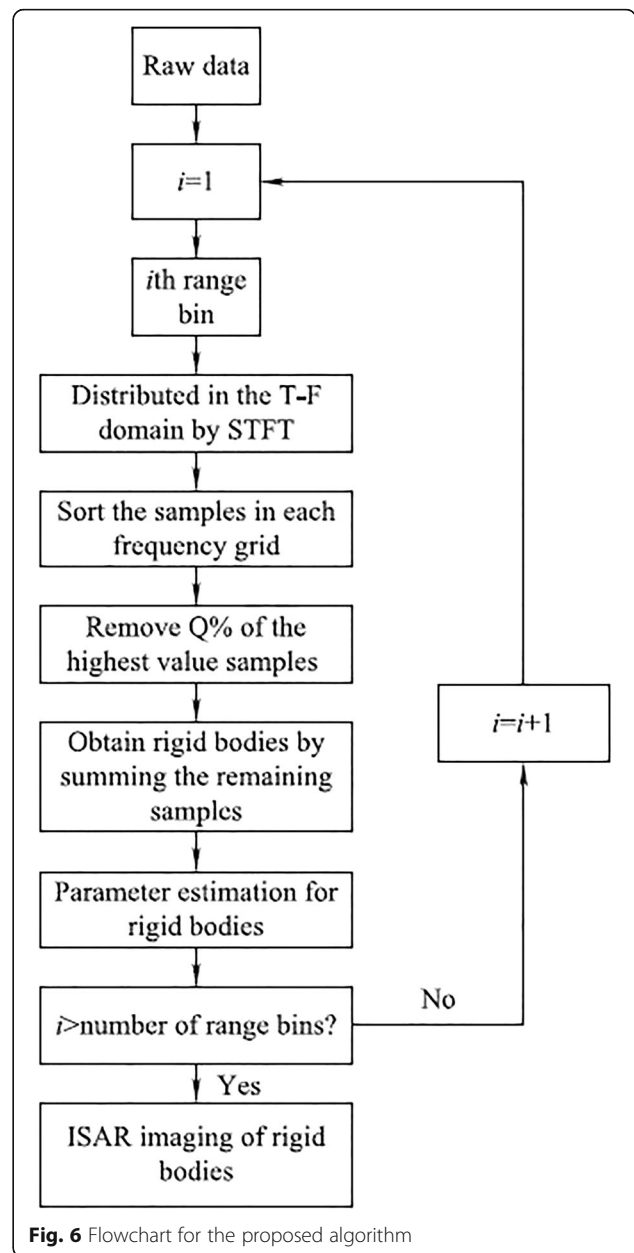 Raw data
i=1
ith range
bin
Distributed in the T-F
domain by STFT
Sort the samples in each
frequency grid
Remove Q% of the
highest value samples
Obtain rigid bodies by
summing the remaining
samples
Parameter estimation for
rigid bodies
i>number of range bins?
No
i=i+1
Yes
ISAR imaging of rigid
bodies
Fig. 6 Flowchart for the proposed algorithm